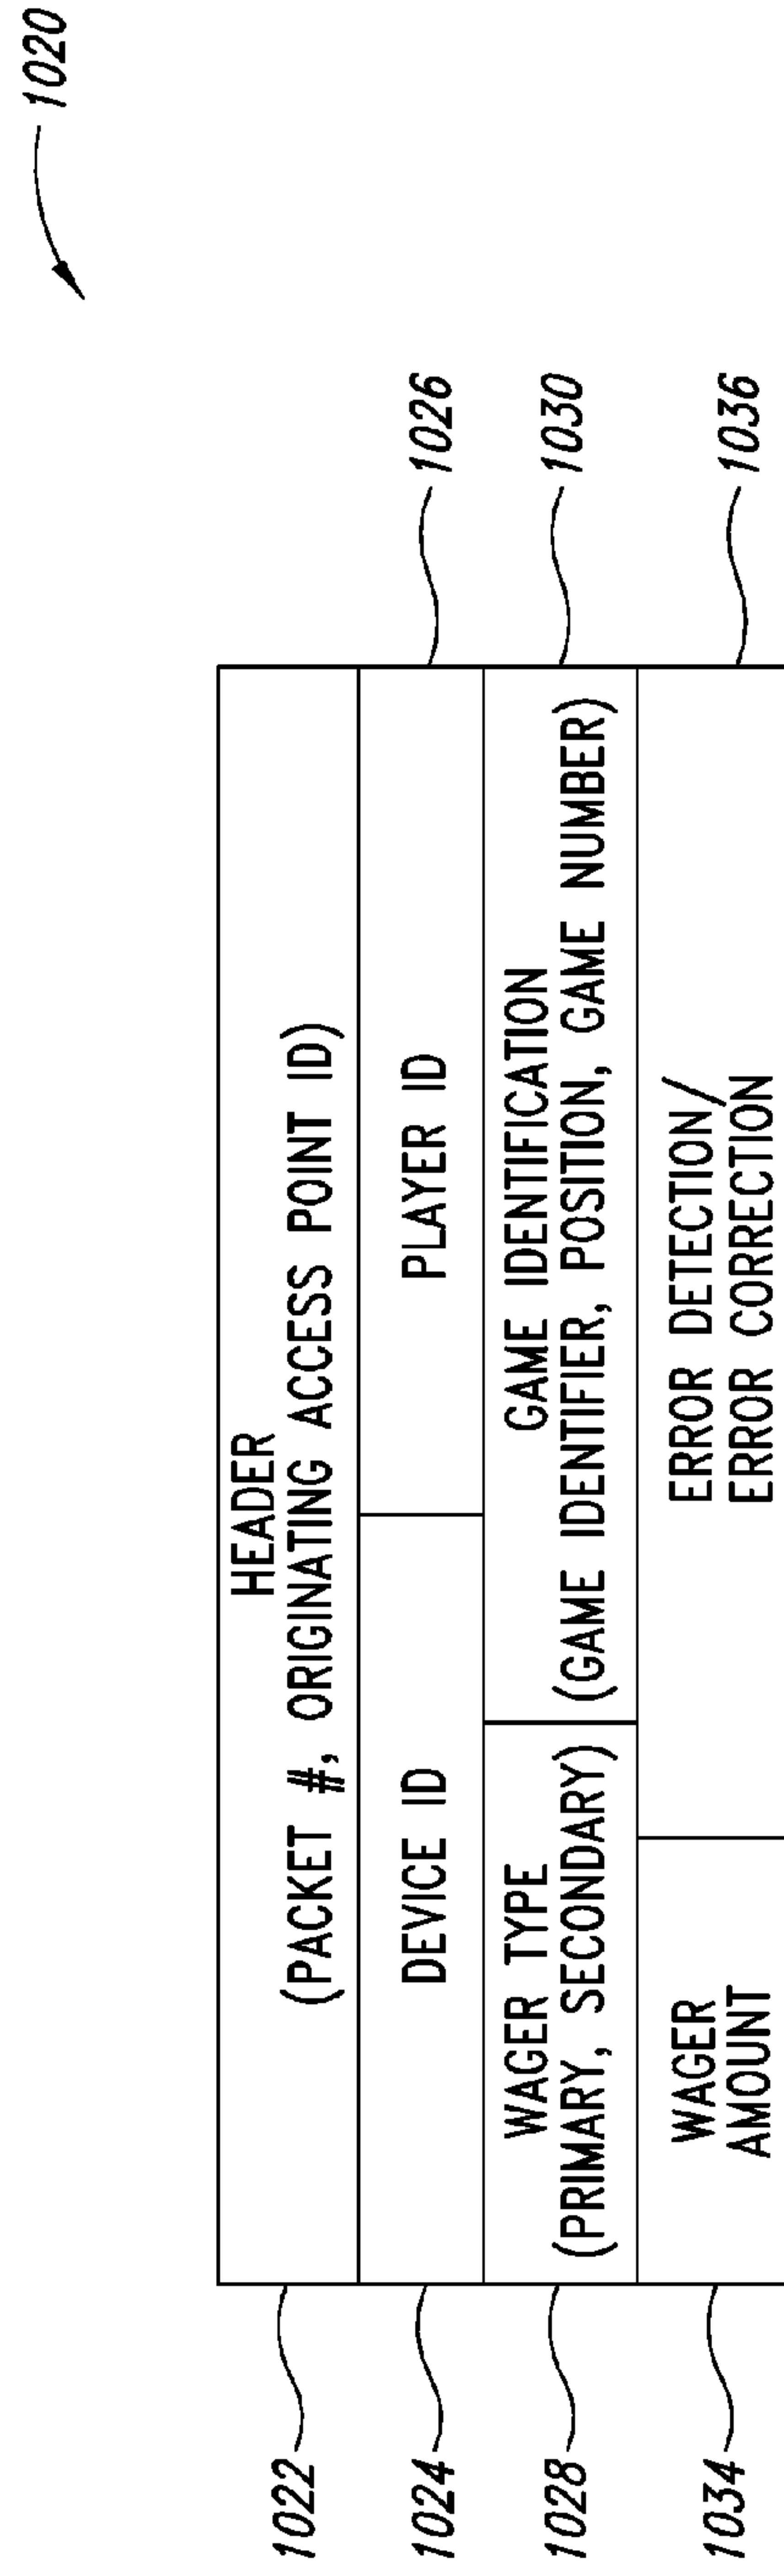 1020
1022
HEADER
(PACKET #, ORIGINATING ACCESS POINT ID)
1024
DEVICE ID
PLAYER ID
1026
1028
WAGER TYPE
(PRIMARY, SECONDARY)
GAME IDENTIFICATION
(GAME IDENTIFIER, POSITION, GAME NUMBER)
1030
1034
WAGER
AMOUNT
ERROR DETECTION/
ERROR CORRECTION
1036